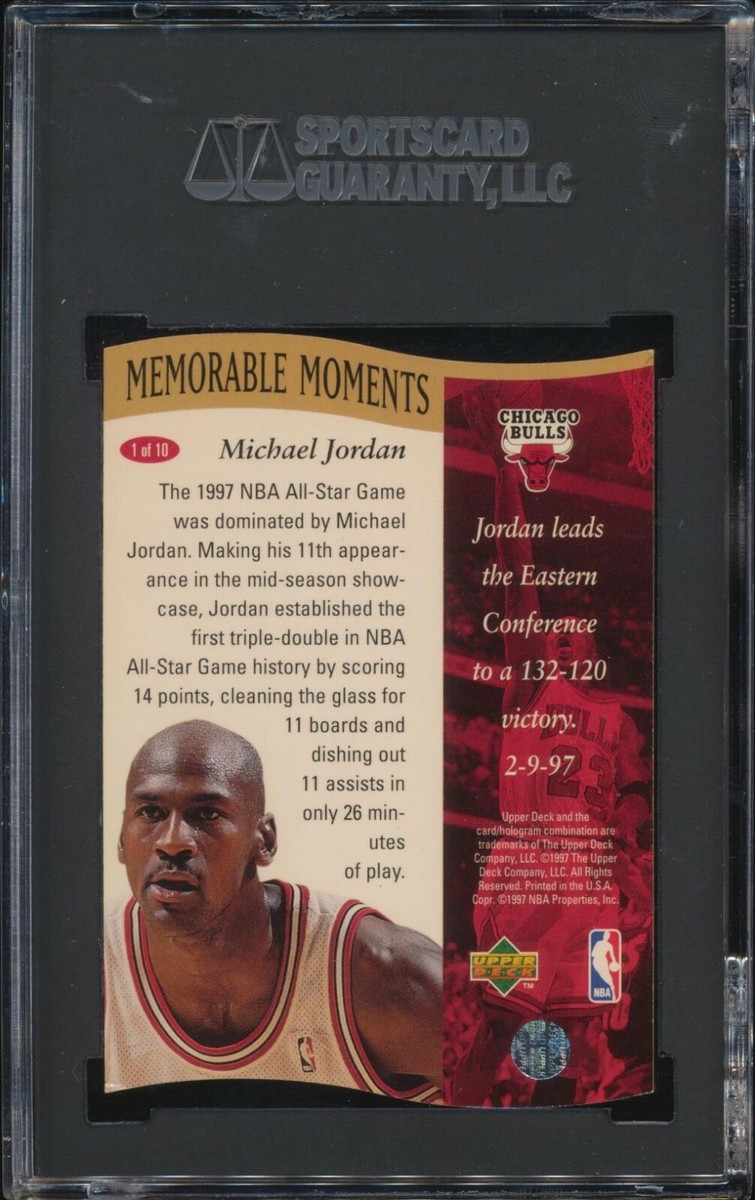 SPORTSCARD
GUARANTY, LLC
MEMORABLE MOMENTS
1 of 10
Michael Jordan
The 1997 NBA All-Star Game
was dominated by Michael
Jordan. Making his 11th appear-
ance in the mid-season show-
case, Jordan established the
first triple-double in NBA
All-Star Game history by scoring
14 points, cleaning the glass for
11 boards and
dishing out
11 assists in
only 26 min-
utes
of play.
CHICAGO
BULLS
Jordan leads
the Eastern
Conference
to a 132-120
victory.
2-9-97
BULLS
23
Upper Deck and the
card/hologram combination are
trademarks of The Upper Deck
Company, LLC. ©1997 The Upper
Deck Company, LLC. All Rights
Reserved. Printed in the U.S.A.
Copr. ©1997 NBA Properties, Inc.
UPPER
DECK
TM
NBA